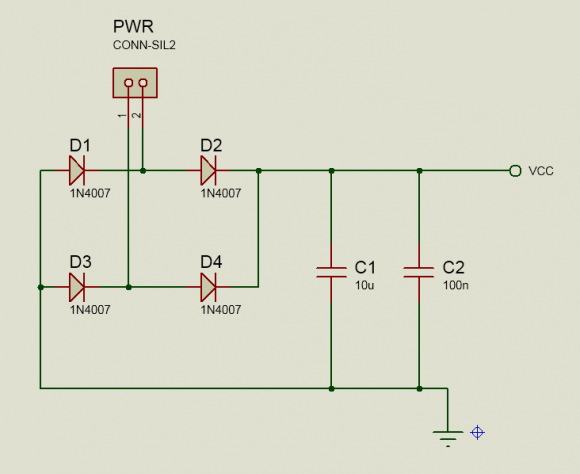 PWR
CONN-SIL2
1
2
D1
1N4007
D2
1N4007
VCC
D3
1N4007
D4
1N4007
C1
10u
C2
100n